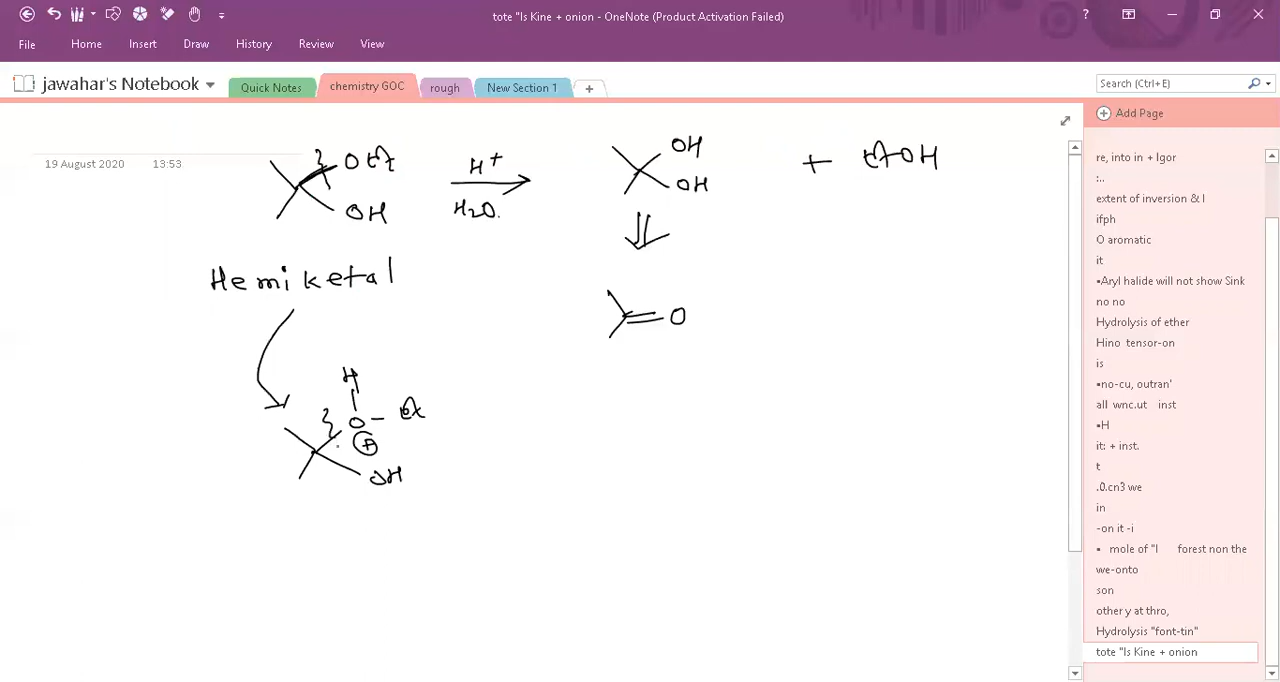 tote "Is Kine + onion - OneNote (Product Activation Failed)
?
File Home Insert Draw History Review View
jawahar's Notebook Quick Notes chemistry GOC rough New Section 1 +
Search (Ctrl+E)
Add Page
19 August 2020 13:53
OEt
OH
H+
H2O.
OH
OH
+ EtOH
Hemiketal
O
H
O - Et
+
OH
re, into in + Igor
:..
extent of inversion & I
ifph
O aromatic
it
•Aryl halide will not show Sink
no no
Hydrolysis of ether
Hino tensor-on
is
•no-cu, outran'
all wnc.ut inst
•H
it: + inst.
t
.0.cn3 we
in
-on it -i
• mole of "I font non the
we-onto
son
other y at thro,
Hydrolysis "font-tin"
tote "Is Kine + onion